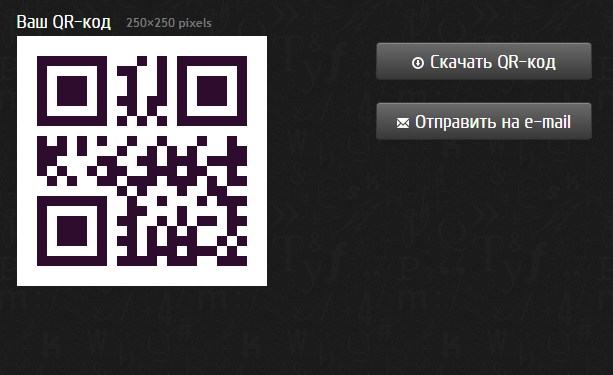 Ваш QR-код 250×250 pixels
Скачать QR-код
Отправить на e-mail